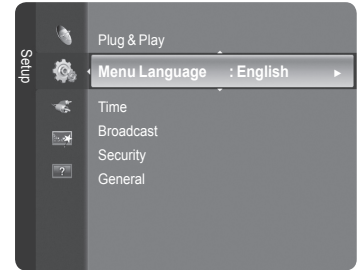 Setup
Plug & Play
Menu Language : English ►
Time
Broadcast
Security
General
?